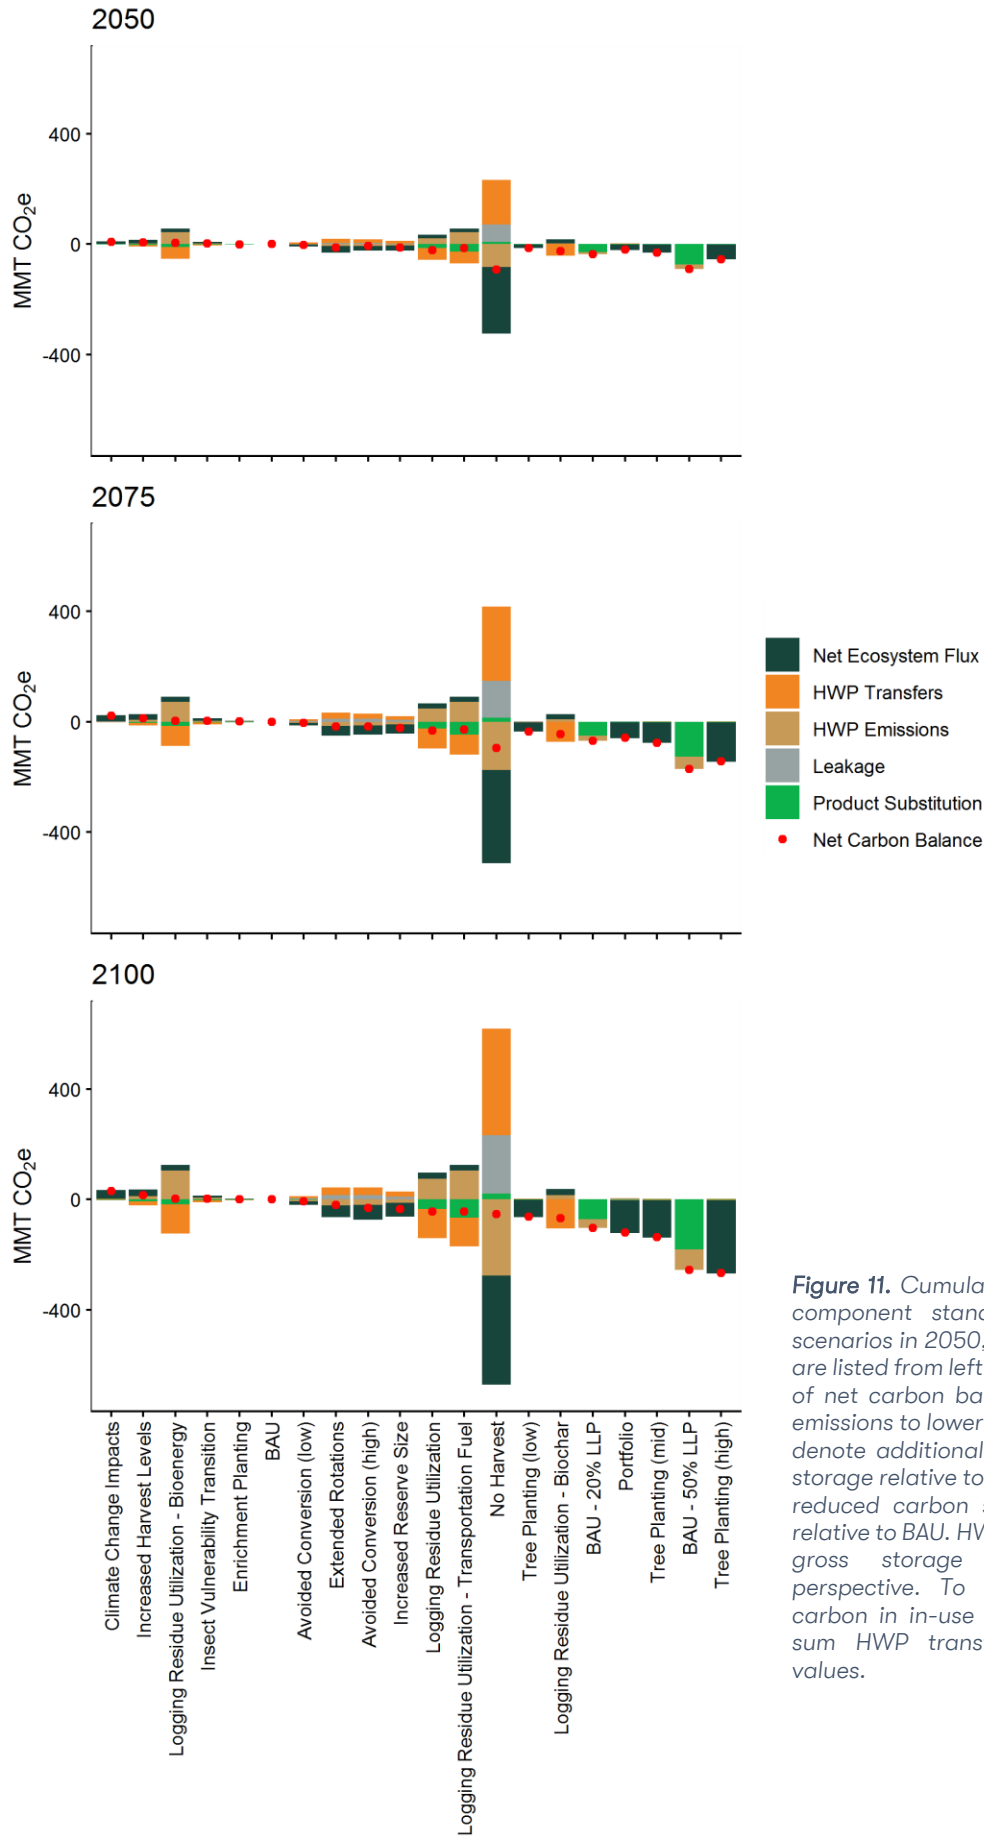 2050
400
0
-400
MMT CO₂e
2075
400
0
-400
MMT CO₂e
Net Ecosystem Flux
HWP Transfers
HWP Emissions
Leakage
Product Substitution
Net Carbon Balance
2100
400
0
-400
MMT CO₂e
Climate Change Impacts
Increased Harvest Levels
Logging Residue Utilization - Bioenergy
Insect Vulnerability Transition
Enrichment Planting
BAU
Avoided Conversion (low)
Extended Rotations
Avoided Conversion (high)
Increased Reserve Size
Logging Residue Utilization
Logging Residue Utilization - Transportation Fuel
No Harvest
Tree Planting (low)
Logging Residue Utilization - Biochar
BAU - 20% LLP
Portfolio
Tree Planting (mid)
BAU - 50% LLP
Tree Planting (high)
Figure 11. Cumula
component stand
scenarios in 2050,
are listed from left
of net carbon ba
emissions to lower
denote additional
storage relative to
reduced carbon s
relative to BAU. HW
gross storage
perspective. To
carbon in in-use
sum HWP trans
values.